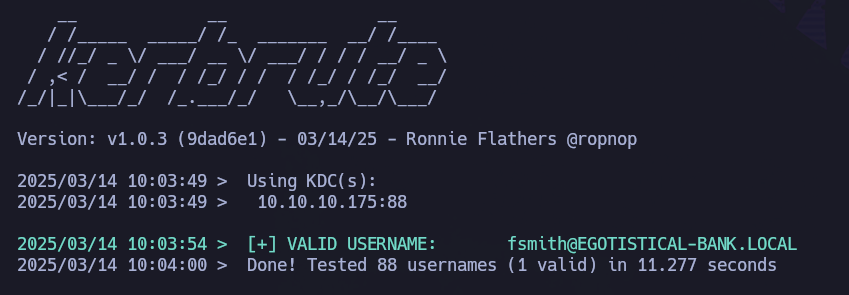 kerbrute
Version: v1.0.3 (9dad6e1) - 03/14/25 - Ronnie Flathers @ropnop
2025/03/14 10:03:49 > Using KDC(s):
2025/03/14 10:03:49 > 10.10.10.175:88
2025/03/14 10:03:54 > [+] VALID USERNAME: fsmith@EGOTISTICAL-BANK.LOCAL
2025/03/14 10:04:00 > Done! Tested 88 usernames (1 valid) in 11.277 seconds